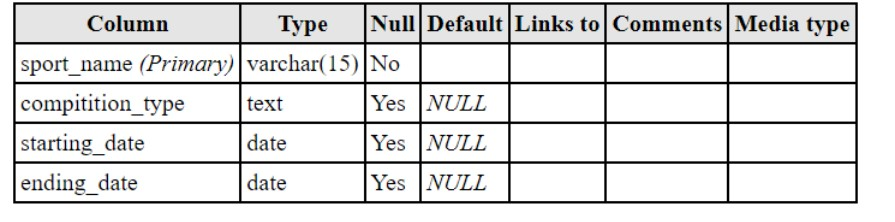 Column Type Null Default Links to Comments Media type
sport_name (Primary) varchar(15) No
compitition_type text Yes NULL
starting_date date Yes NULL
ending_date date Yes NULL